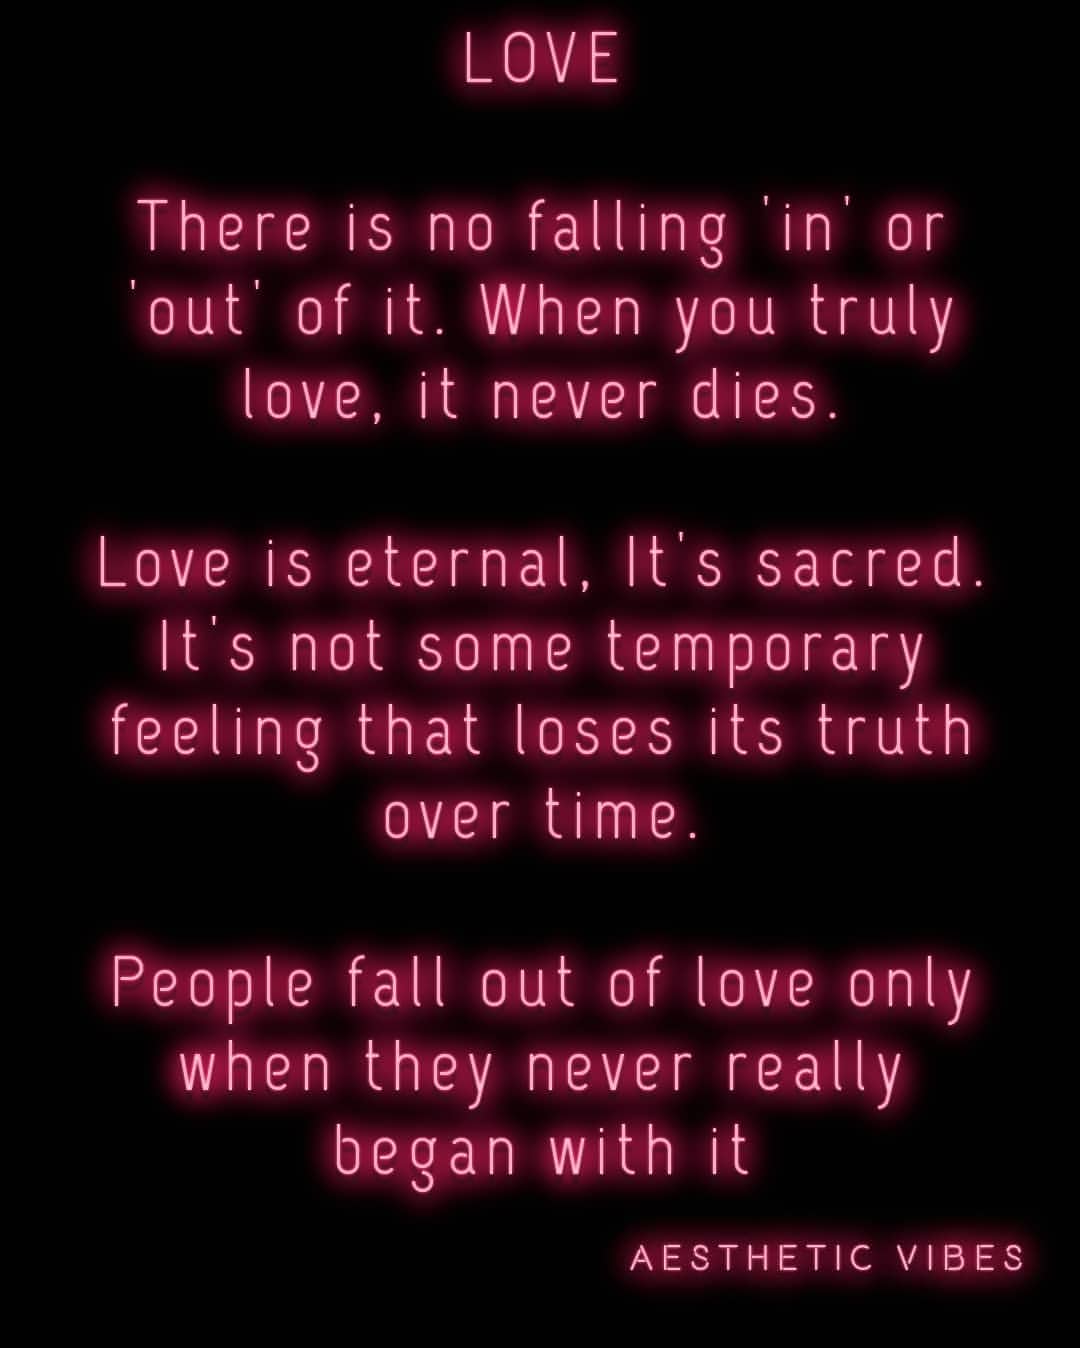 LOVE
There is no falling 'in' or
'out' of it. When you truly
love, it never dies.
Love is eternal, It's sacred.
It's not some temporary
feeling that loses its truth
over time.
People fall out of love only
when they never really
began with it
AESTHETIC VIBES